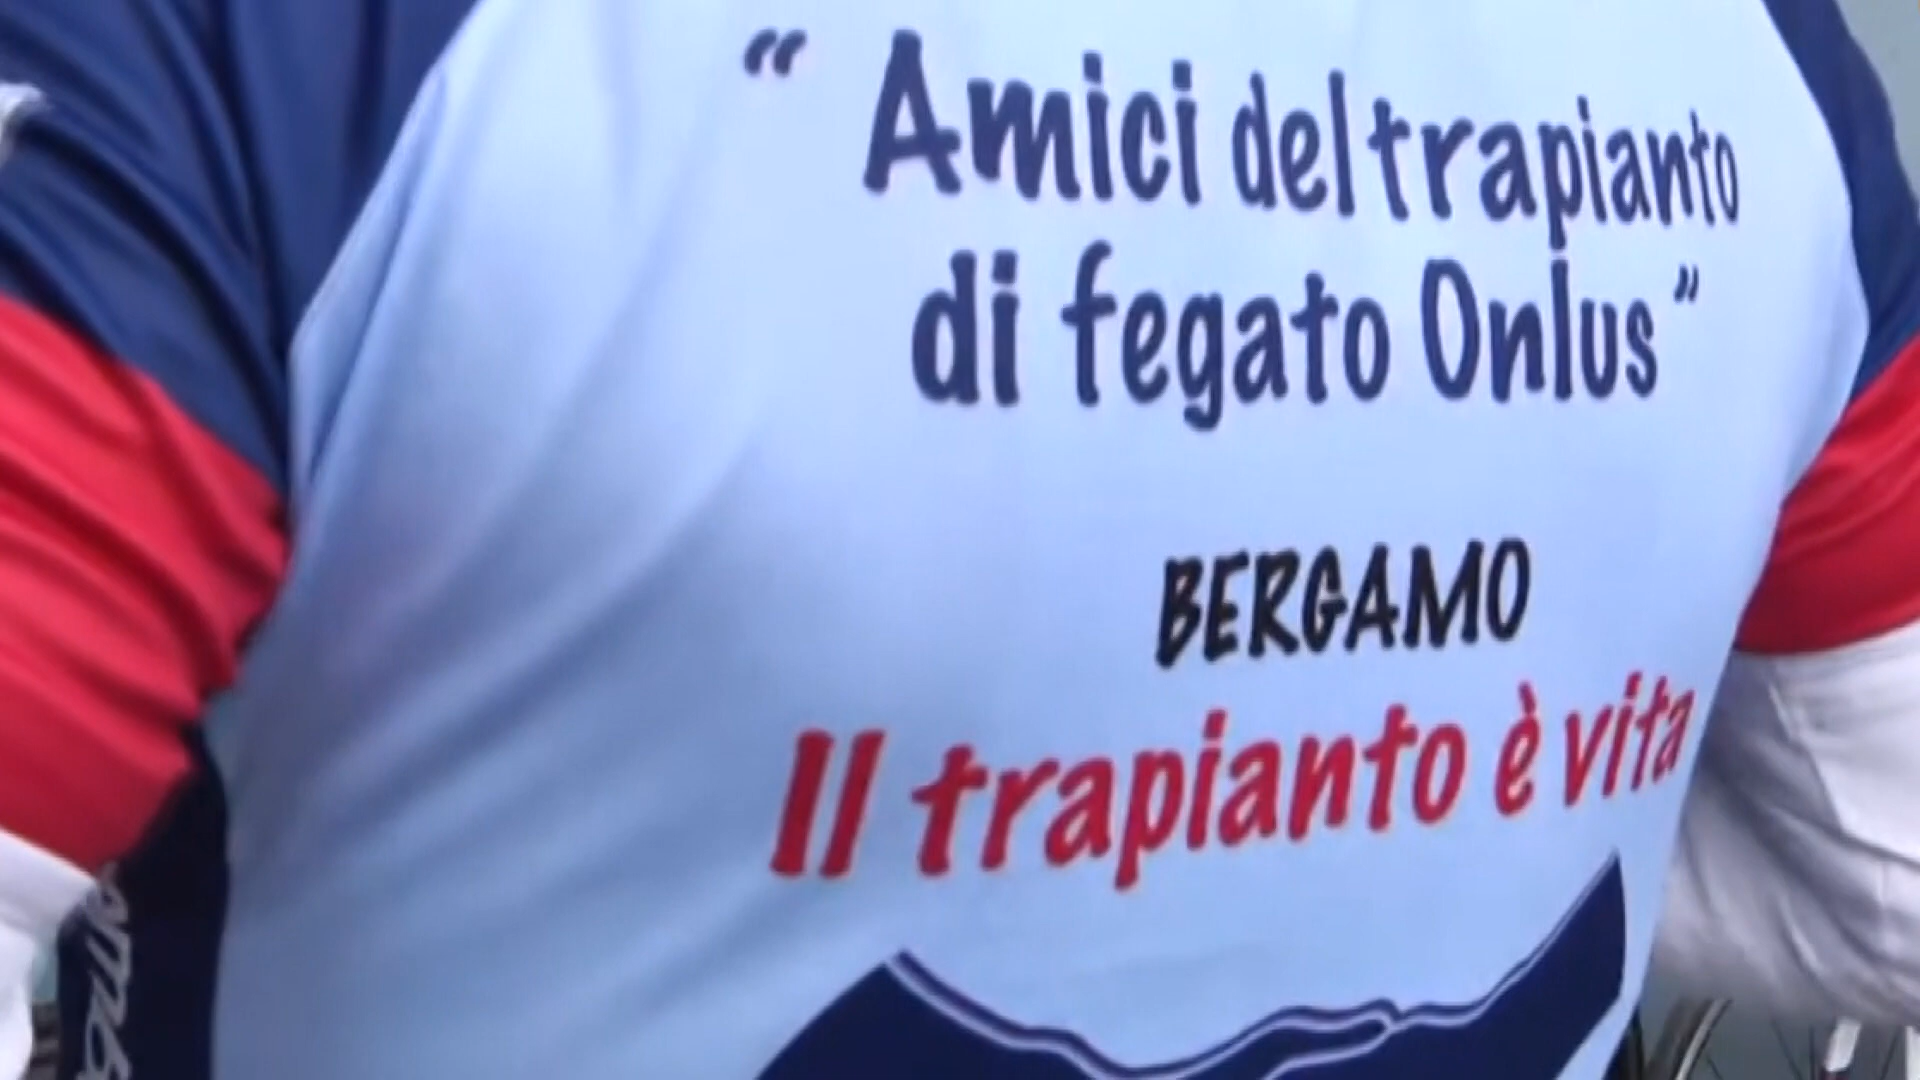 “ Amici del trapianto
di fegato Onlus”
BERGAMO
Il trapianto è vita